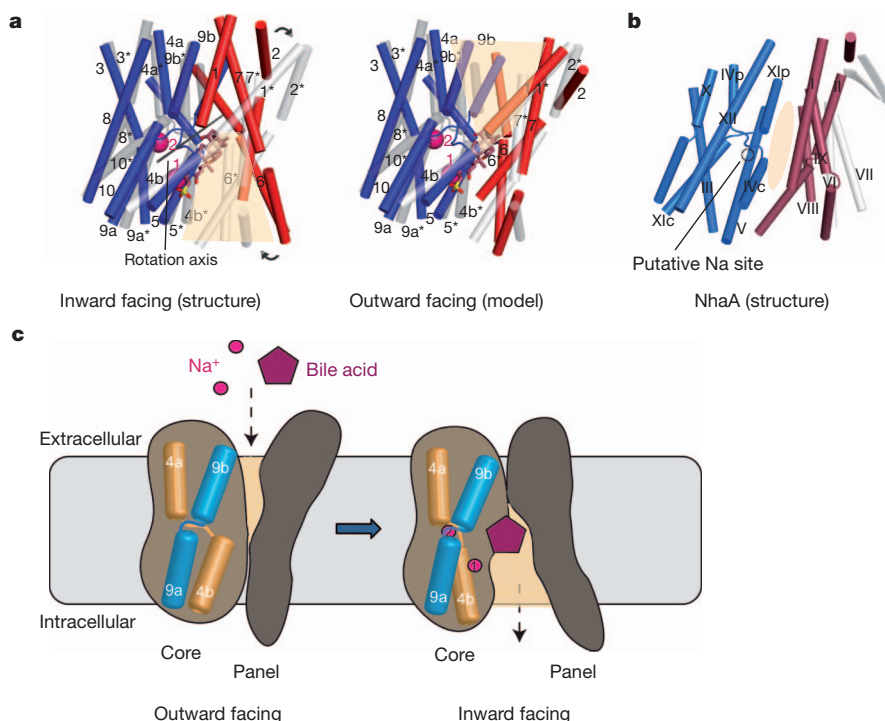 a
b
3
3*
4a
9b*
4a*
9b
1
2
7,7*
1*
2*
8
8*
2
10*
1
10
4b
6*
6
4b*
9a
9a*
5
5*
Rotation axis
Inward facing (structure)
3
3*
4a
9b*
4a*
9b
1*
2*
2
8
8*
2
7*
7
10*
1
6
6*
10
4b
4b*
9a
9a*
5
5*
Outward facing (model)
X
IVp
XIp
XII
I
II
IX
III
IVc
VI
VII
XIc
V
VIII
Putative Na site
NhaA (structure)
c
Na+
Bile acid
Extracellular
4a
9b
4a
9b
2
1
9a
4b
9a
4b
Intracellular
Core
Core
Panel
Panel
Outward facing
Inward facing